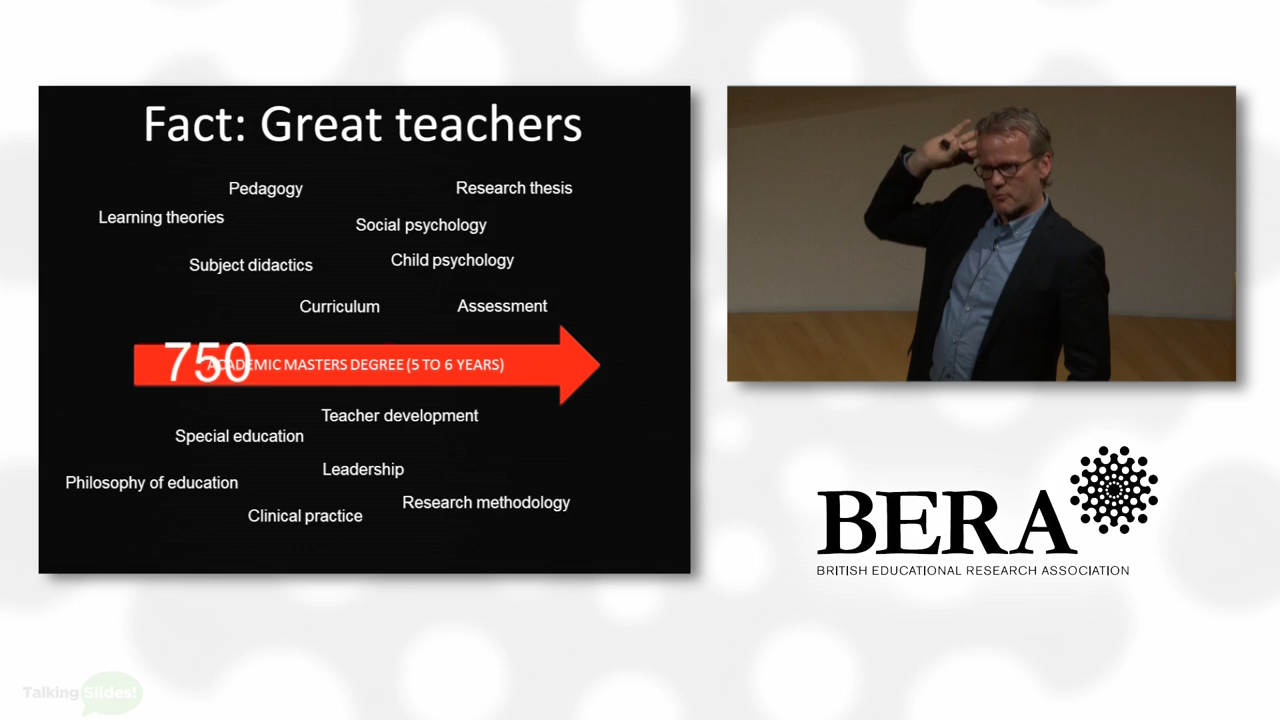 Fact: Great teachers
Pedagogy
Research thesis
Learning theories
Social psychology
Subject didactics
Child psychology
Curriculum
Assessment
750
ACADEMIC MASTERS DEGREE (5 TO 6 YEARS)
Teacher development
Special education
Leadership
Philosophy of education
Research methodology
Clinical practice
BERA
BRITISH EDUCATIONAL RESEARCH ASSOCIATION
Talking Slides!